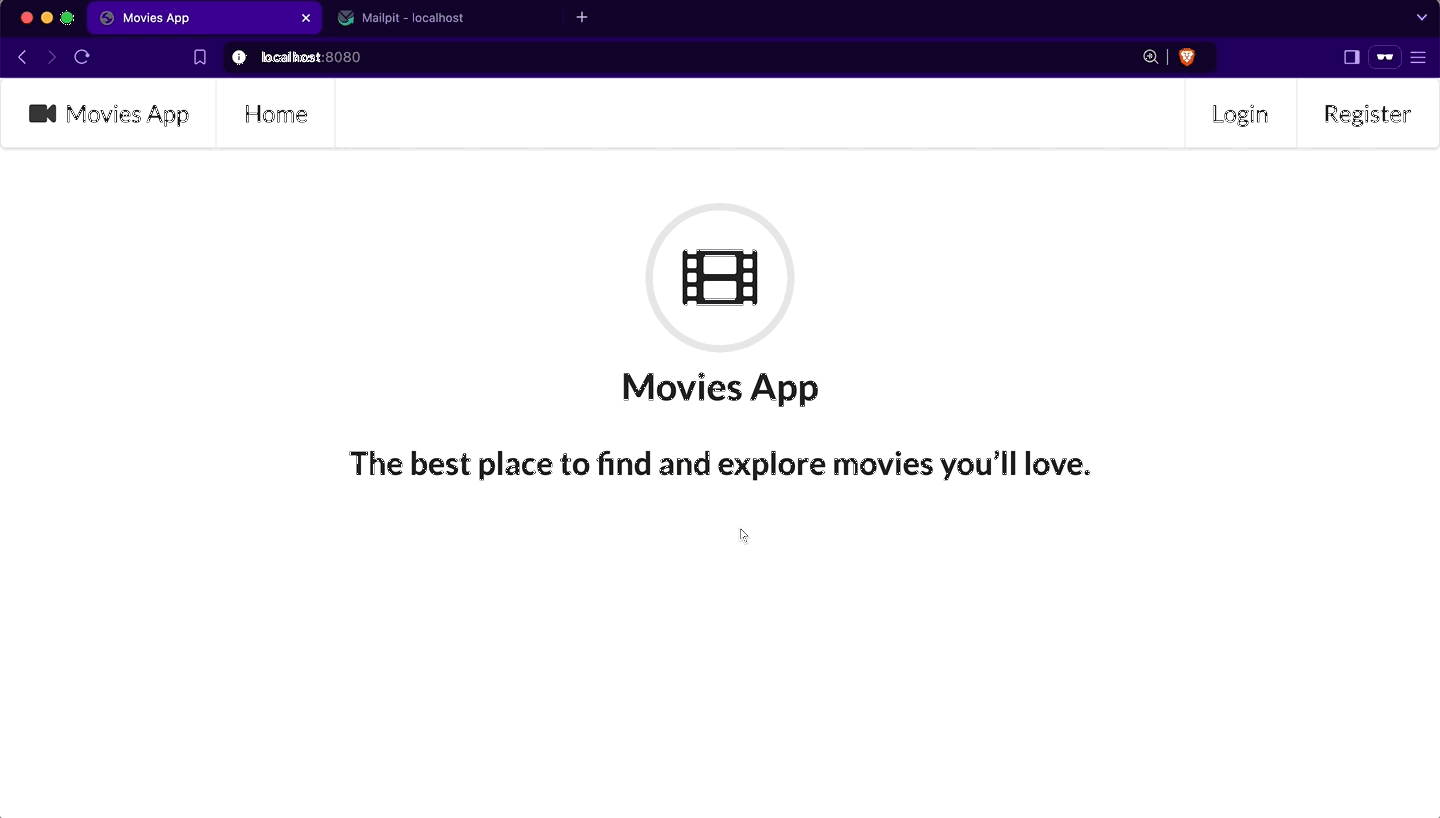 Movies App
Mailpit - localhost
localhost:8080
Movies App
Home
Login
Register
Movies App
The best place to find and explore movies you’ll love.